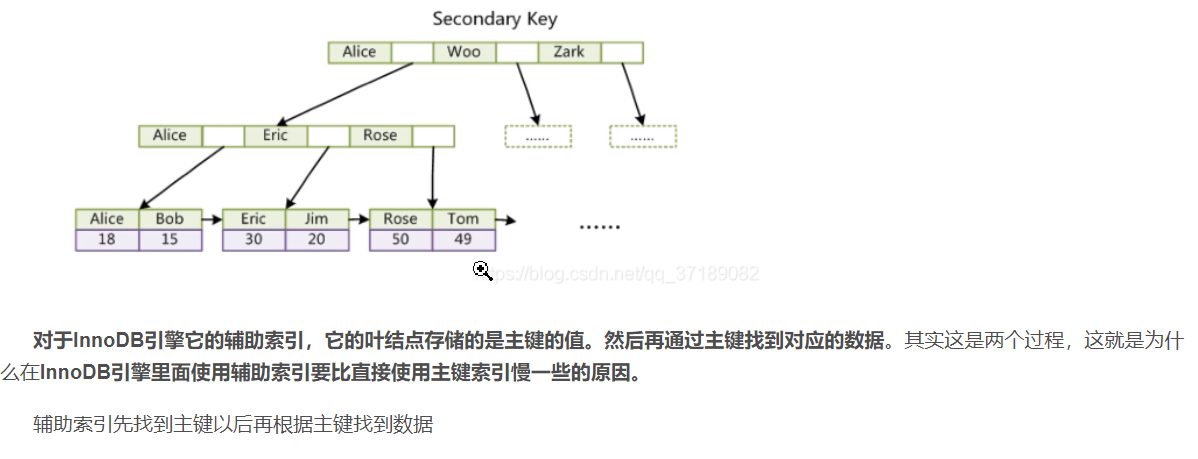 Secondary Key
Alice Woo Zark
Alice Eric Rose ...... ......
Alice Bob Eric Jim Rose Tom
18 15 30 20 50 49
......
https://blog.csdn.net/qq_37189082
对于InnoDB引擎它的辅助索引，它的叶结点存储的是主键的值。然后再通过主键找到对应的数据。其实这是两个过程，这就是为什
么在InnoDB引擎里面使用辅助索引要比直接使用主键索引慢一些的原因。
辅助索引先找到主键以后再根据主键找到数据